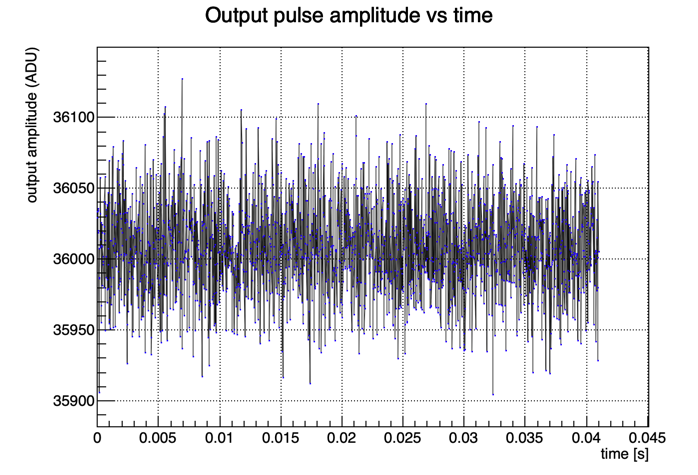 Output pulse amplitude vs time
output amplitude (ADU)
36100
36050
36000
35950
35900
0 0.005 0.01 0.015 0.02 0.025 0.03 0.035 0.04 0.045
time [s]